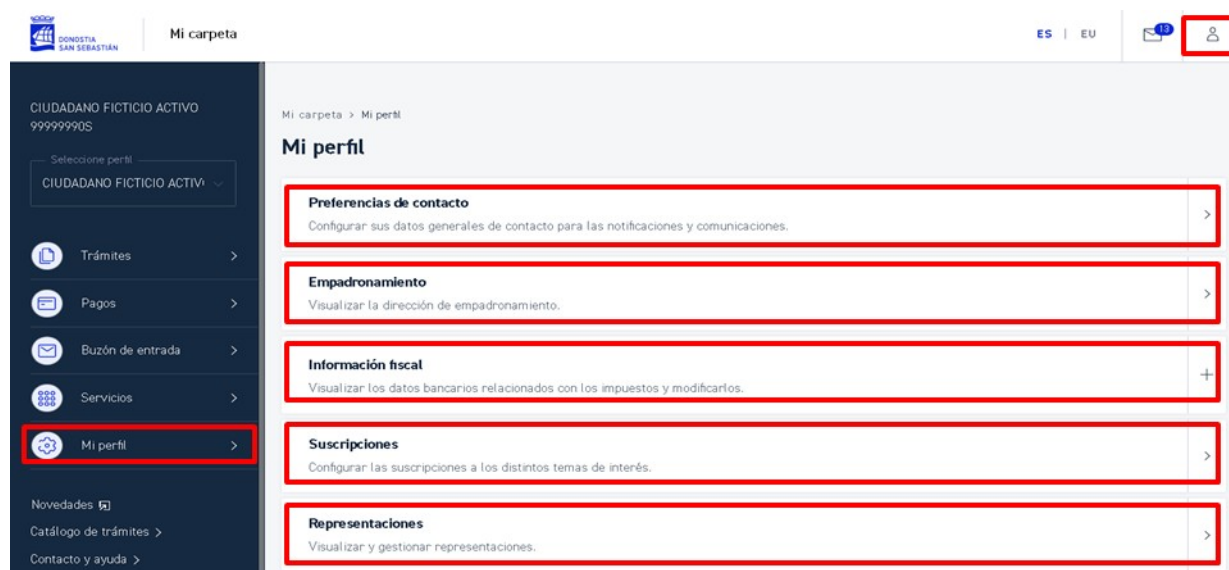 DONOSTIA
SAN SEBASTIÁN
Mi carpeta
ES | EU
13
CIUDADANO FICTICIO ACTIVO
99999990S
Seleccione perfil
CIUDADANO FICTICIO ACTIV
Trámites
Pagos
Buzón de entrada
Servicios
Mi perfil
Novedades
Catálogo de trámites >
Contacto y ayuda >
Mi carpeta > Mi perfil
Mi perfil
Preferencias de contacto
Configurar sus datos generales de contacto para las notificaciones y comunicaciones.
Empadronamiento
Visualizar la dirección de empadronamiento.
Información fiscal
Visualizar los datos bancarios relacionados con los impuestos y modificarlos.
Suscripciones
Configurar las suscripciones a los distintos temas de interés.
Representaciones
Visualizar y gestionar representaciones.